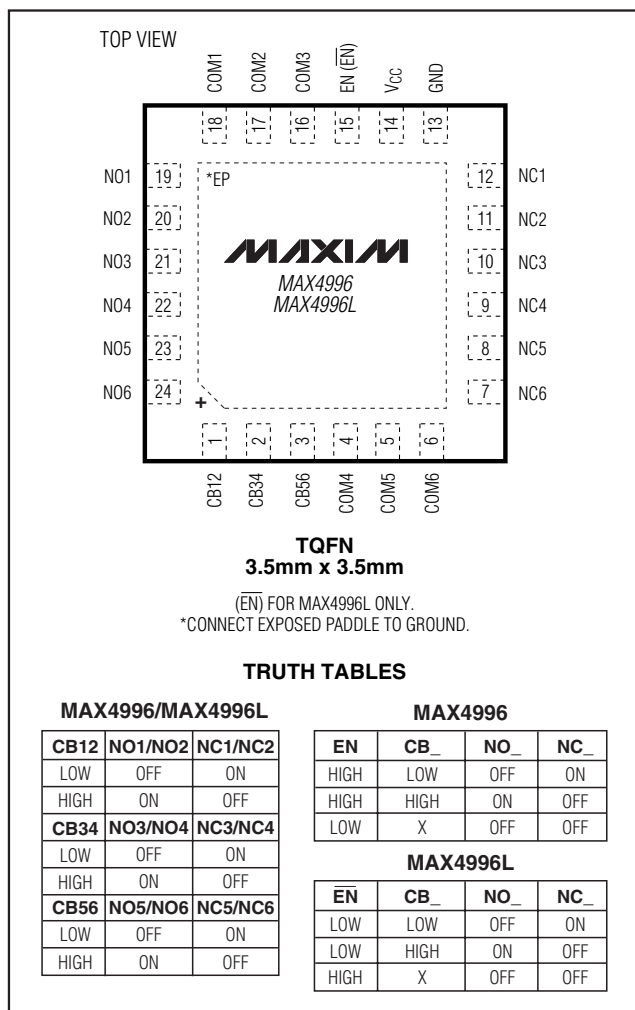 TOP VIEW
COM1 COM2 COM3 EN (E̅N̅) VCC GND
18 17 16 15 14 13
NO1 19 *EP 12 NC1
NO2 20 11 NC2
NO3 21 MAXIM 10 NC3
MAX4996
NO4 22 MAX4996L 9 NC4
NO5 23 8 NC5
NO6 24 7 NC6
+
1 2 3 4 5 6
CB12 CB34 CB56 COM4 COM5 COM6
TQFN
3.5mm x 3.5mm
(E̅N̅) FOR MAX4996L ONLY.
*CONNECT EXPOSED PADDLE TO GROUND.
TRUTH TABLES
MAX4996/MAX4996L
CB12 NO1/NO2 NC1/NC2
LOW OFF ON
HIGH ON OFF
CB34 NO3/NO4 NC3/NC4
LOW OFF ON
HIGH ON OFF
CB56 NO5/NO6 NC5/NC6
LOW OFF ON
HIGH ON OFF
MAX4996
EN CB_ NO_ NC_
HIGH LOW OFF ON
HIGH HIGH ON OFF
LOW X OFF OFF
MAX4996L
E̅N̅ CB_ NO_ NC_
LOW LOW OFF ON
LOW HIGH ON OFF
HIGH X OFF OFF